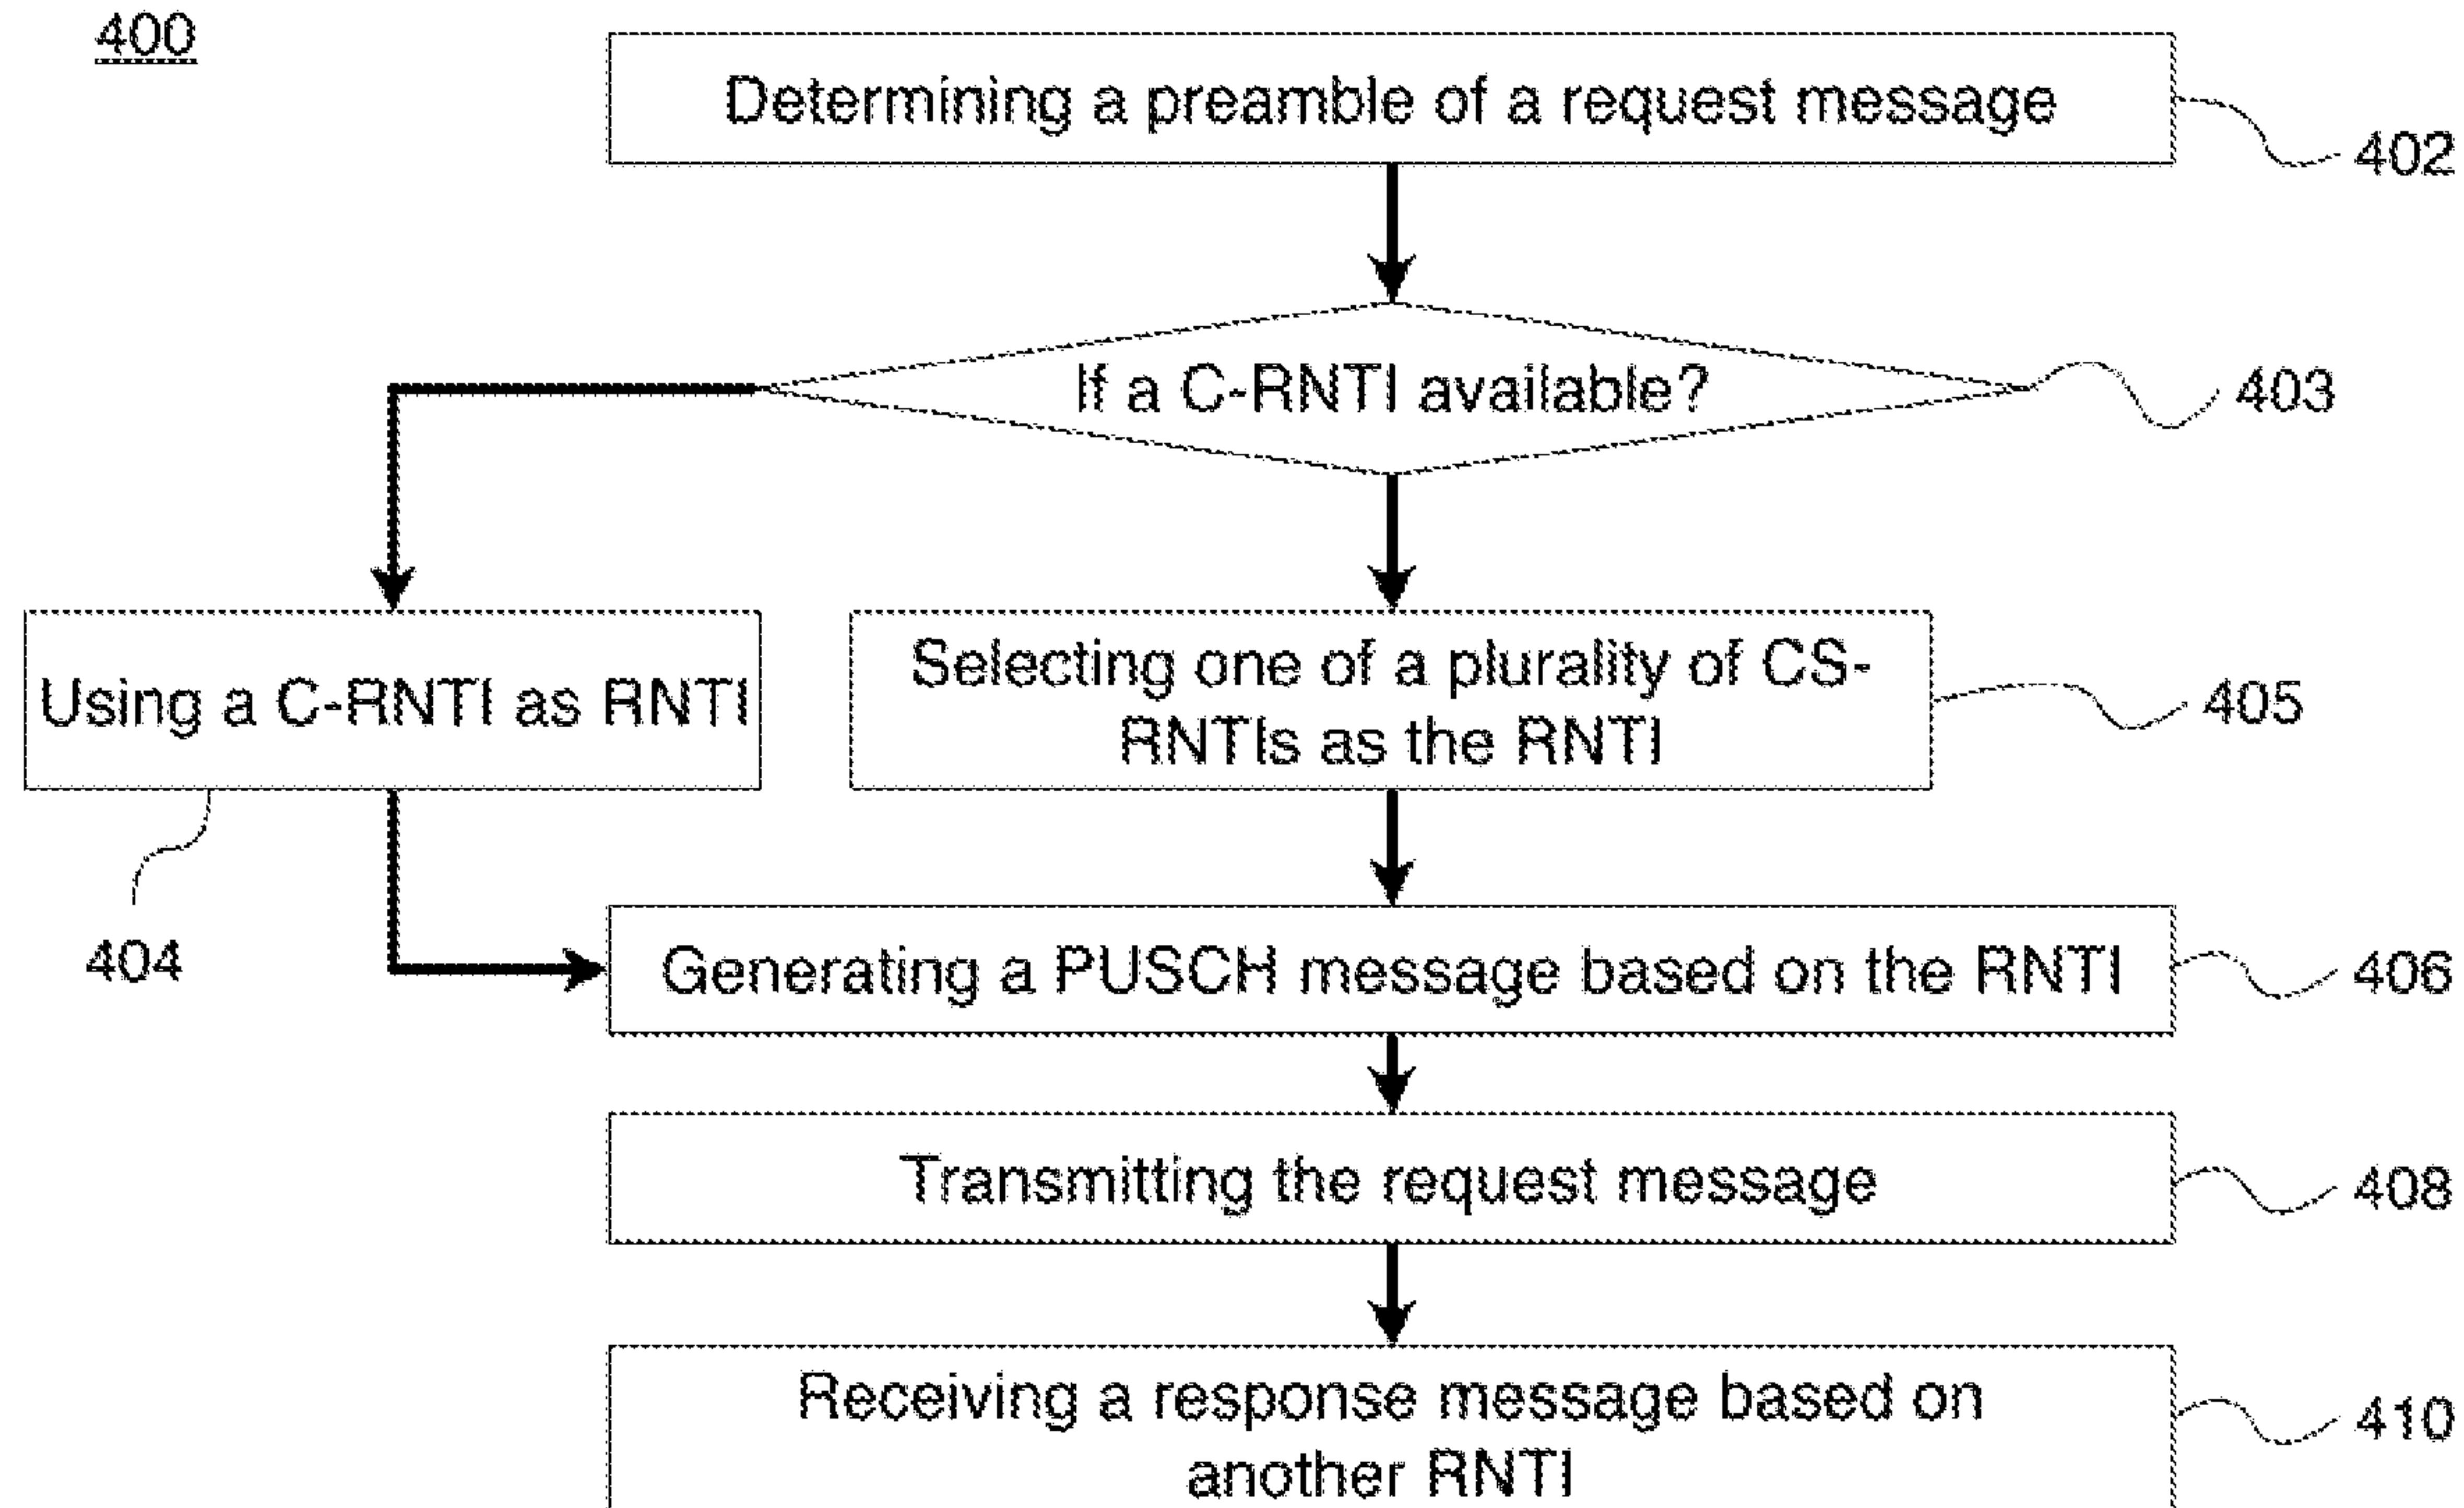 400
Determining a preamble of a request message
402
If a C-RNTI available?
403
Using a C-RNTI as RNTI
Selecting one of a plurality of CS-
RNTIs as the RNTI
405
404
Generating a PUSCH message based on the RNTI
406
Transmitting the request message
408
Receiving a response message based on
another RNTI
410